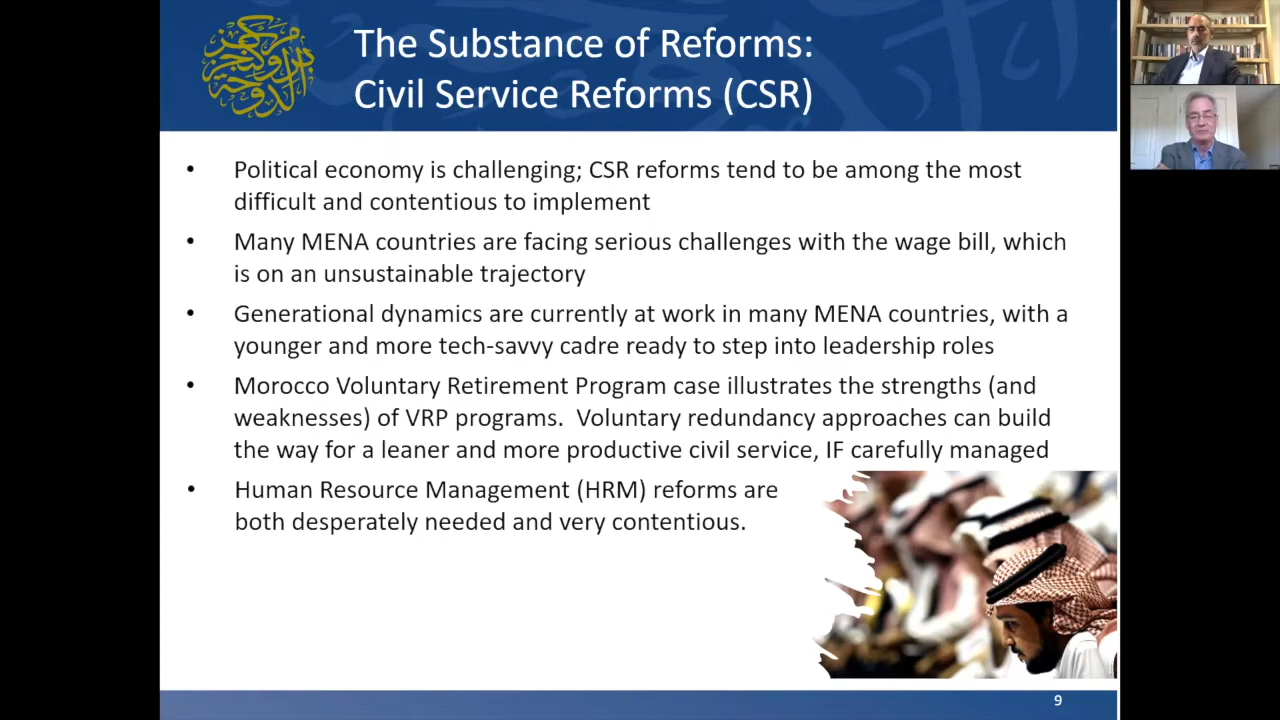 The Substance of Reforms:
Civil Service Reforms (CSR)
• Political economy is challenging; CSR reforms tend to be among the most
difficult and contentious to implement
• Many MENA countries are facing serious challenges with the wage bill, which
is on an unsustainable trajectory
• Generational dynamics are currently at work in many MENA countries, with a
younger and more tech-savvy cadre ready to step into leadership roles
• Morocco Voluntary Retirement Program case illustrates the strengths (and
weaknesses) of VRP programs.  Voluntary redundancy approaches can build
the way for a leaner and more productive civil service, IF carefully managed
• Human Resource Management (HRM) reforms are
both desperately needed and very contentious.
9